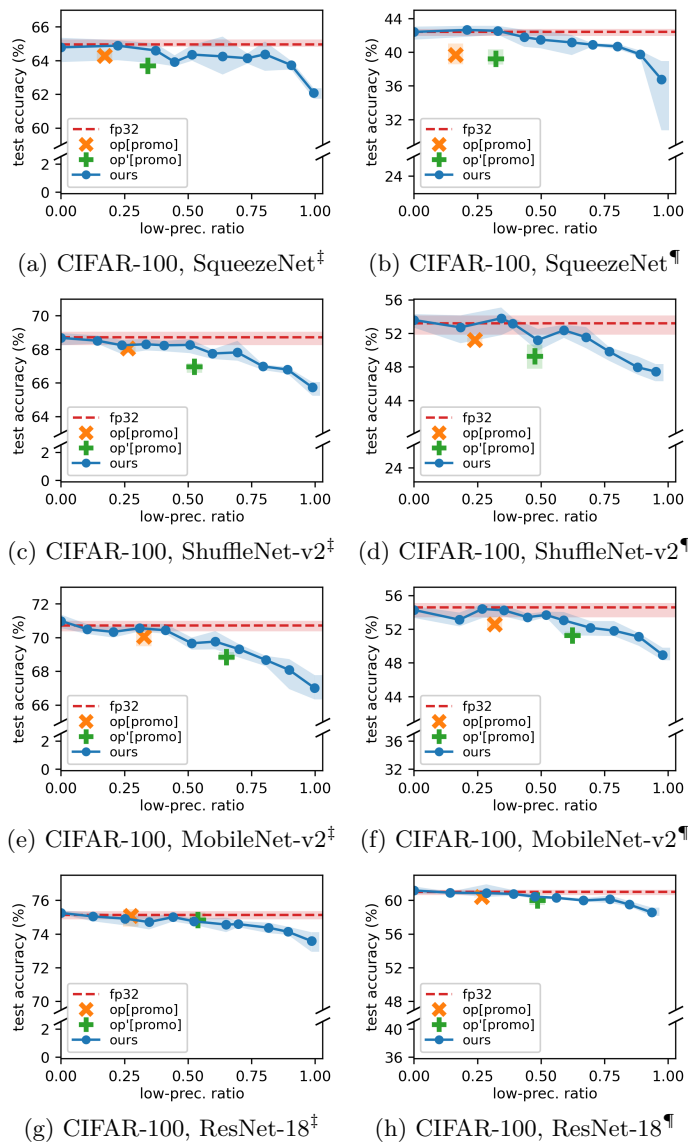 test accuracy (%)
66
64
62
60
2
0
fp32
op[promo]
op'[promo]
ours
0.00 0.25 0.50 0.75 1.00
low-prec. ratio
(a) CIFAR-100, SqueezeNet‡
test accuracy (%)
44
40
36
32
24
fp32
op[promo]
op'[promo]
ours
0.00 0.25 0.50 0.75 1.00
low-prec. ratio
(b) CIFAR-100, SqueezeNet¶
test accuracy (%)
70
68
66
64
2
0
fp32
op[promo]
op'[promo]
ours
0.00 0.25 0.50 0.75 1.00
low-prec. ratio
(c) CIFAR-100, ShuffleNet-v2‡
test accuracy (%)
56
52
48
44
24
fp32
op[promo]
op'[promo]
ours
0.00 0.25 0.50 0.75 1.00
low-prec. ratio
(d) CIFAR-100, ShuffleNet-v2¶
test accuracy (%)
72
70
68
66
2
0
fp32
op[promo]
op'[promo]
ours
0.00 0.25 0.50 0.75 1.00
low-prec. ratio
(e) CIFAR-100, MobileNet-v2‡
test accuracy (%)
56
52
48
44
36
32
fp32
op[promo]
op'[promo]
ours
0.00 0.25 0.50 0.75 1.00
low-prec. ratio
(f) CIFAR-100, MobileNet-v2¶
test accuracy (%)
76
74
72
70
2
0
fp32
op[promo]
op'[promo]
ours
0.00 0.25 0.50 0.75 1.00
low-prec. ratio
(g) CIFAR-100, ResNet-18‡
test accuracy (%)
60
56
52
48
40
36
fp32
op[promo]
op'[promo]
ours
0.00 0.25 0.50 0.75 1.00
low-prec. ratio
(h) CIFAR-100, ResNet-18¶